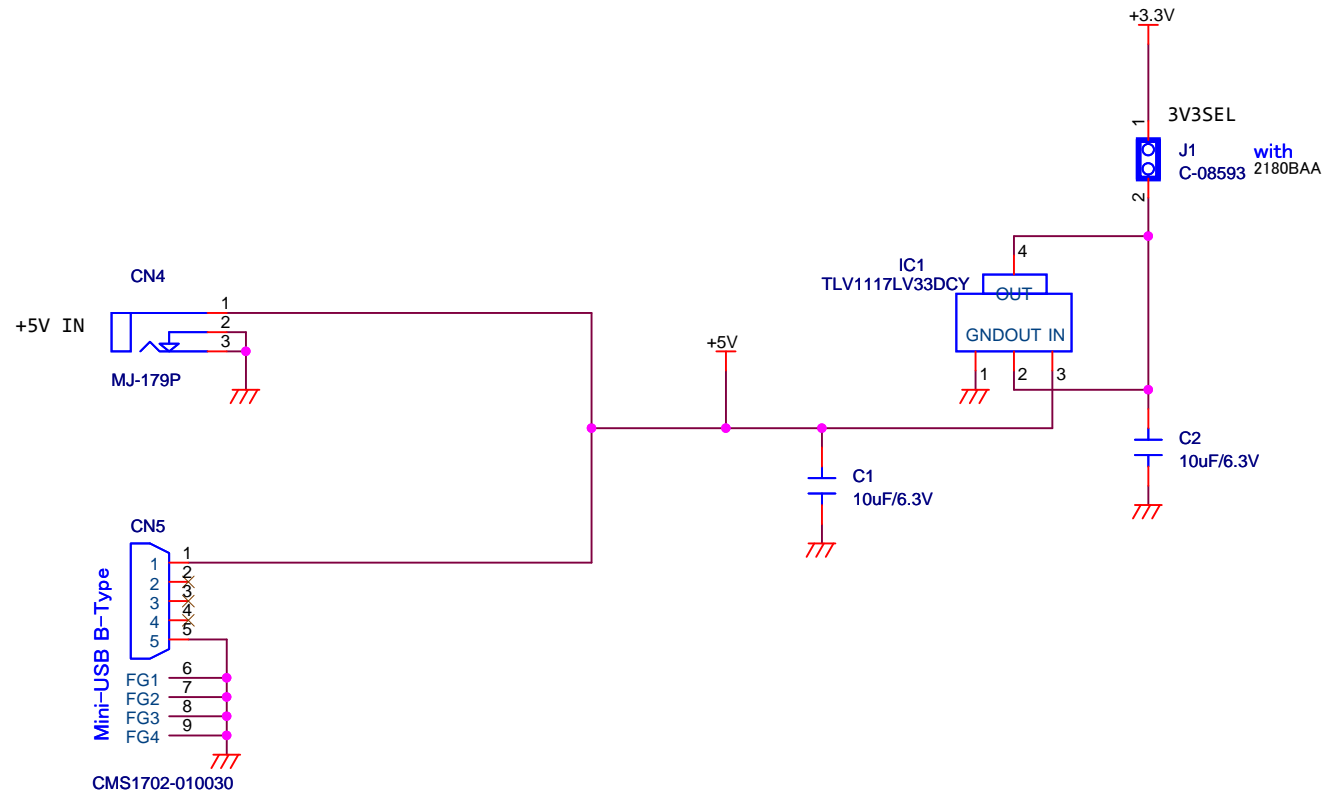 +3.3V
3V3SEL
1
J1
with
C-08593
2180BAA
2
4
IC1
TLV1117LV33DCY
OUT
GND OUT IN
1
2
3
CN4
+5V IN
1
2
3
MJ-179P
+5V
C2
10uF/6.3V
C1
10uF/6.3V
CN5
Mini-USB B-Type
1 1
2 2
3 3
4 4
5 5
FG1 6
FG2 7
FG3 8
FG4 9
CMS1702-010030